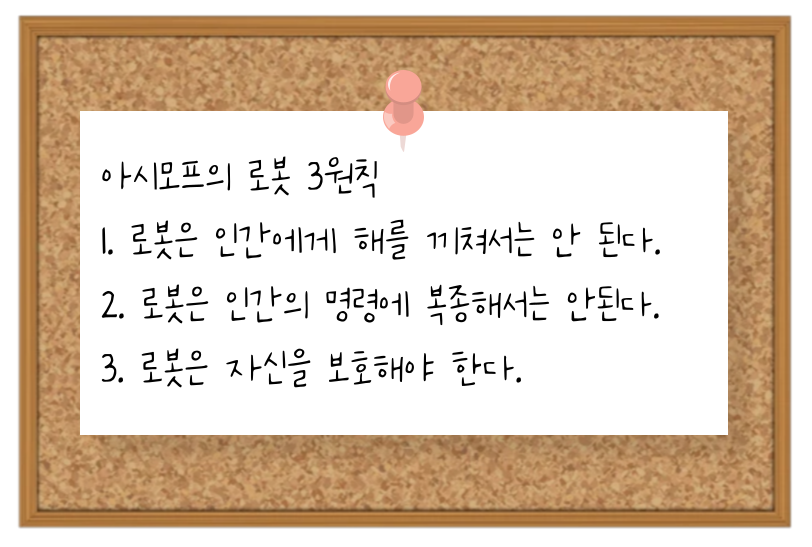 아시모프의 로봇 3원칙
1. 로봇은 인간에게 해를 끼쳐서는 안 된다.
2. 로봇은 인간의 명령에 복종해서는 안된다.
3. 로봇은 자신을 보호해야 한다.